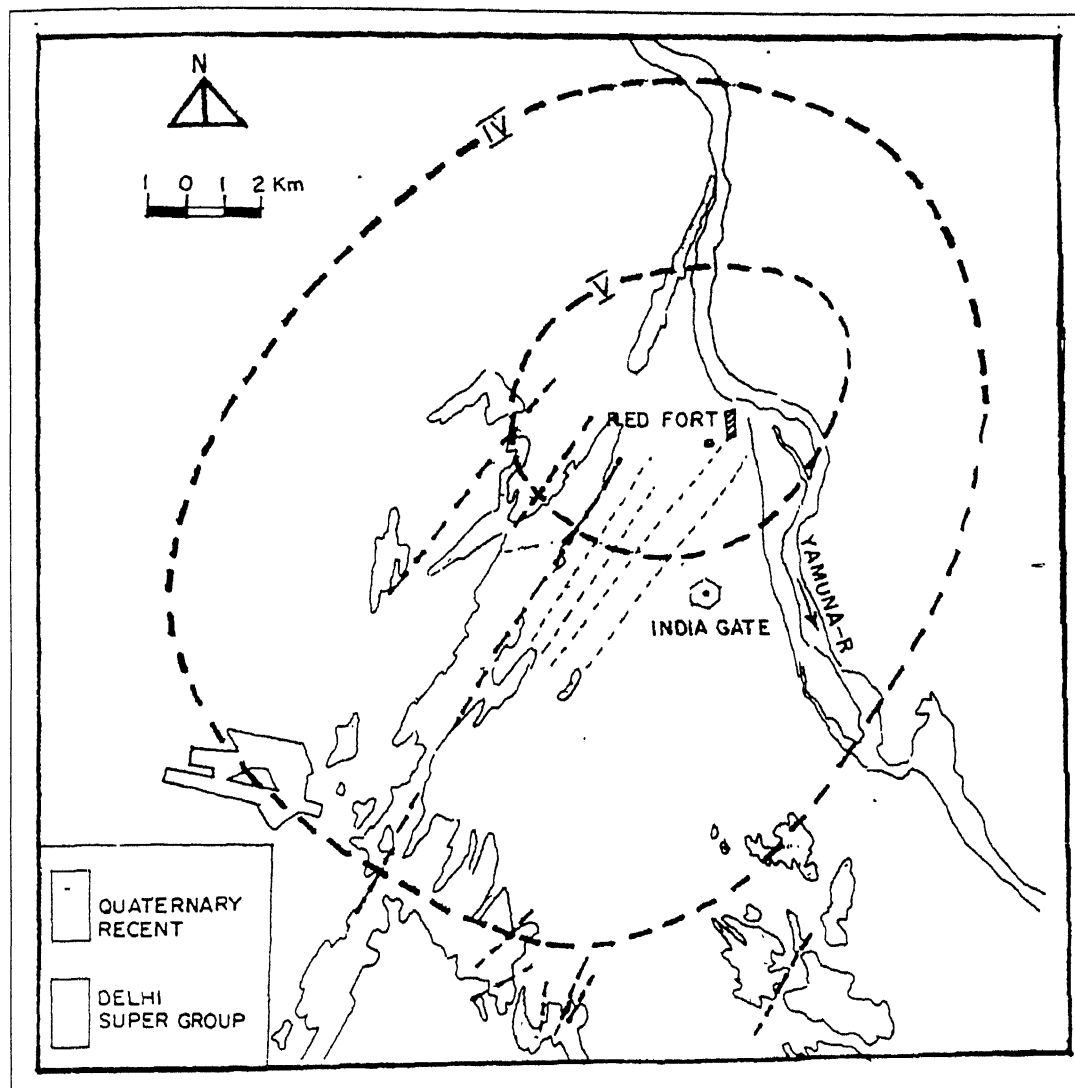 N
1 0 1 2 Km
IV
V
RED FORT
INDIA GATE
YAMUNA-R
QUATERNARY
RECENT
DELHI
SUPER GROUP